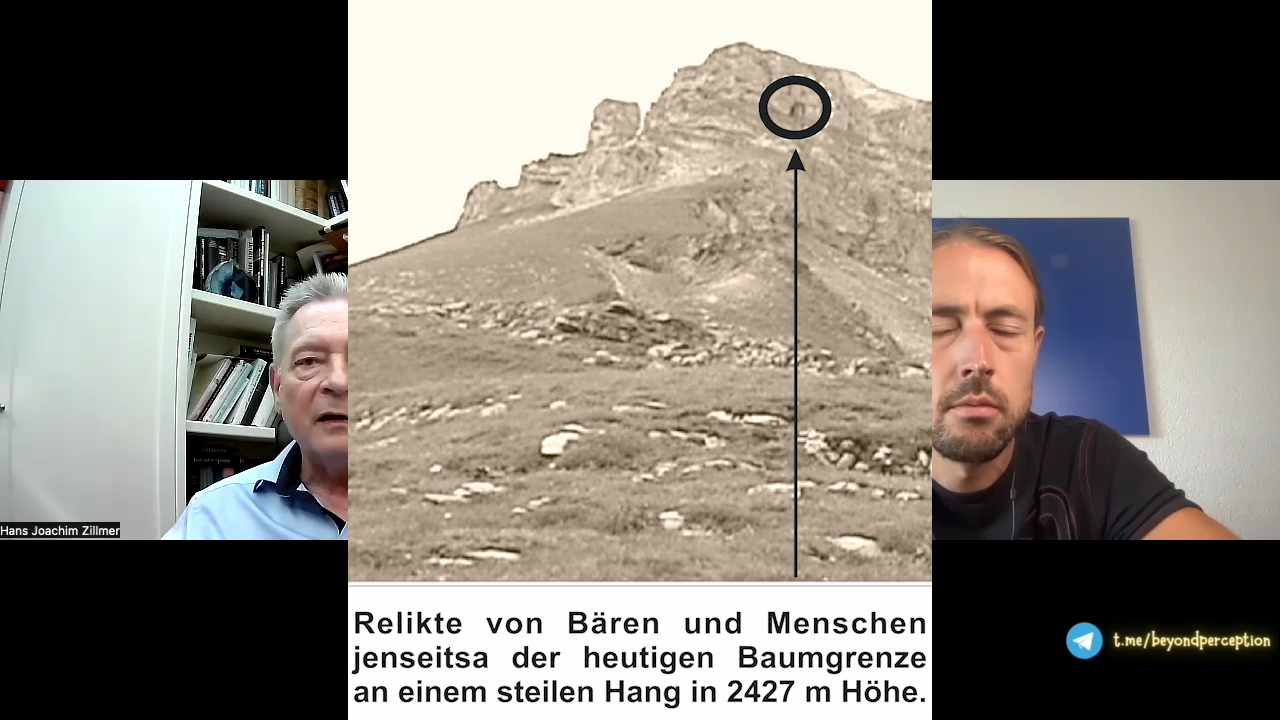 Hans Joachim Zillmer
Relikte von Bären und Menschen
jenseitsa der heutigen Baumgrenze
an einem steilen Hang in 2427 m Höhe.
t.me/beyondperception